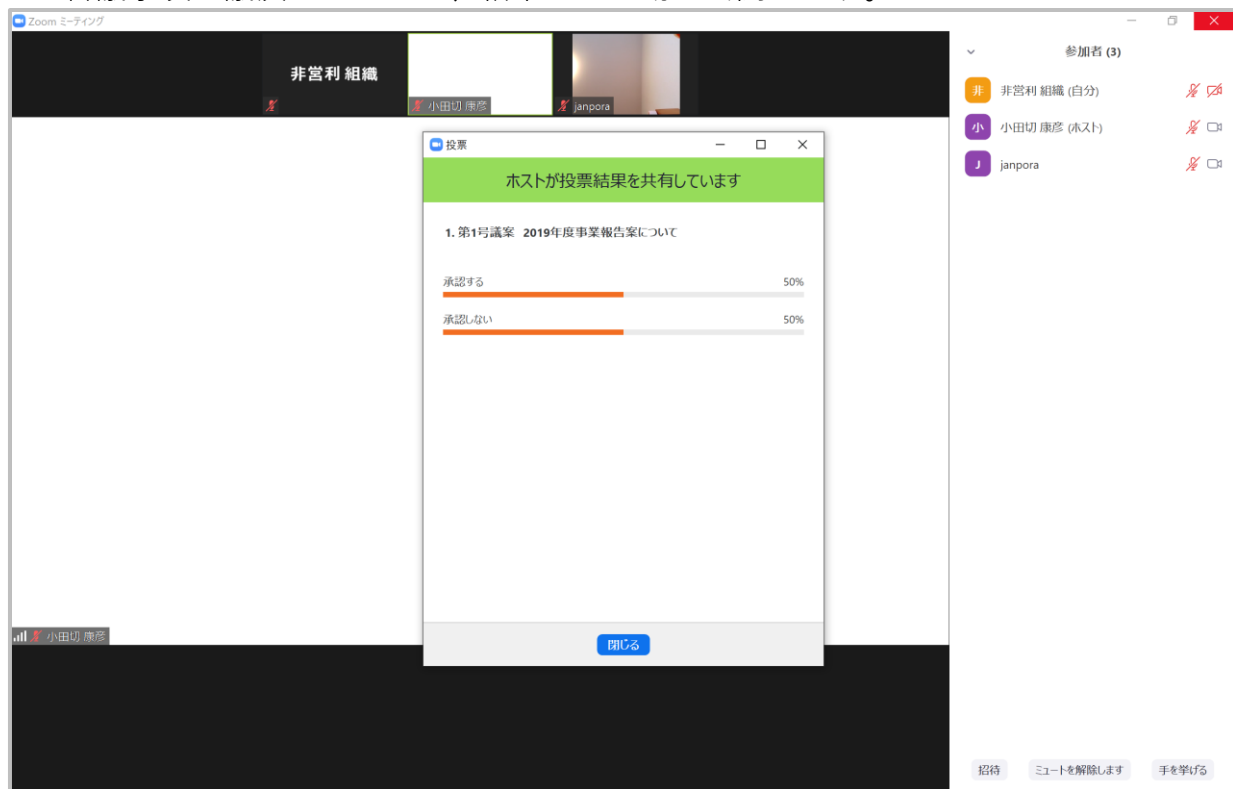 Zoom ミーティング
非営利 組織
小田切 康彦
janpora
投票
ホストが投票結果を共有しています
1. 第1号議案 2019年度事業報告案について
承認する 50%
承認しない 50%
閉じる
小田切 康彦
参加者 (3)
非 非営利 組織 (自分)
小 小田切 康彦 (ホスト)
J janpora
招待 ミュートを解除します 手を挙げる